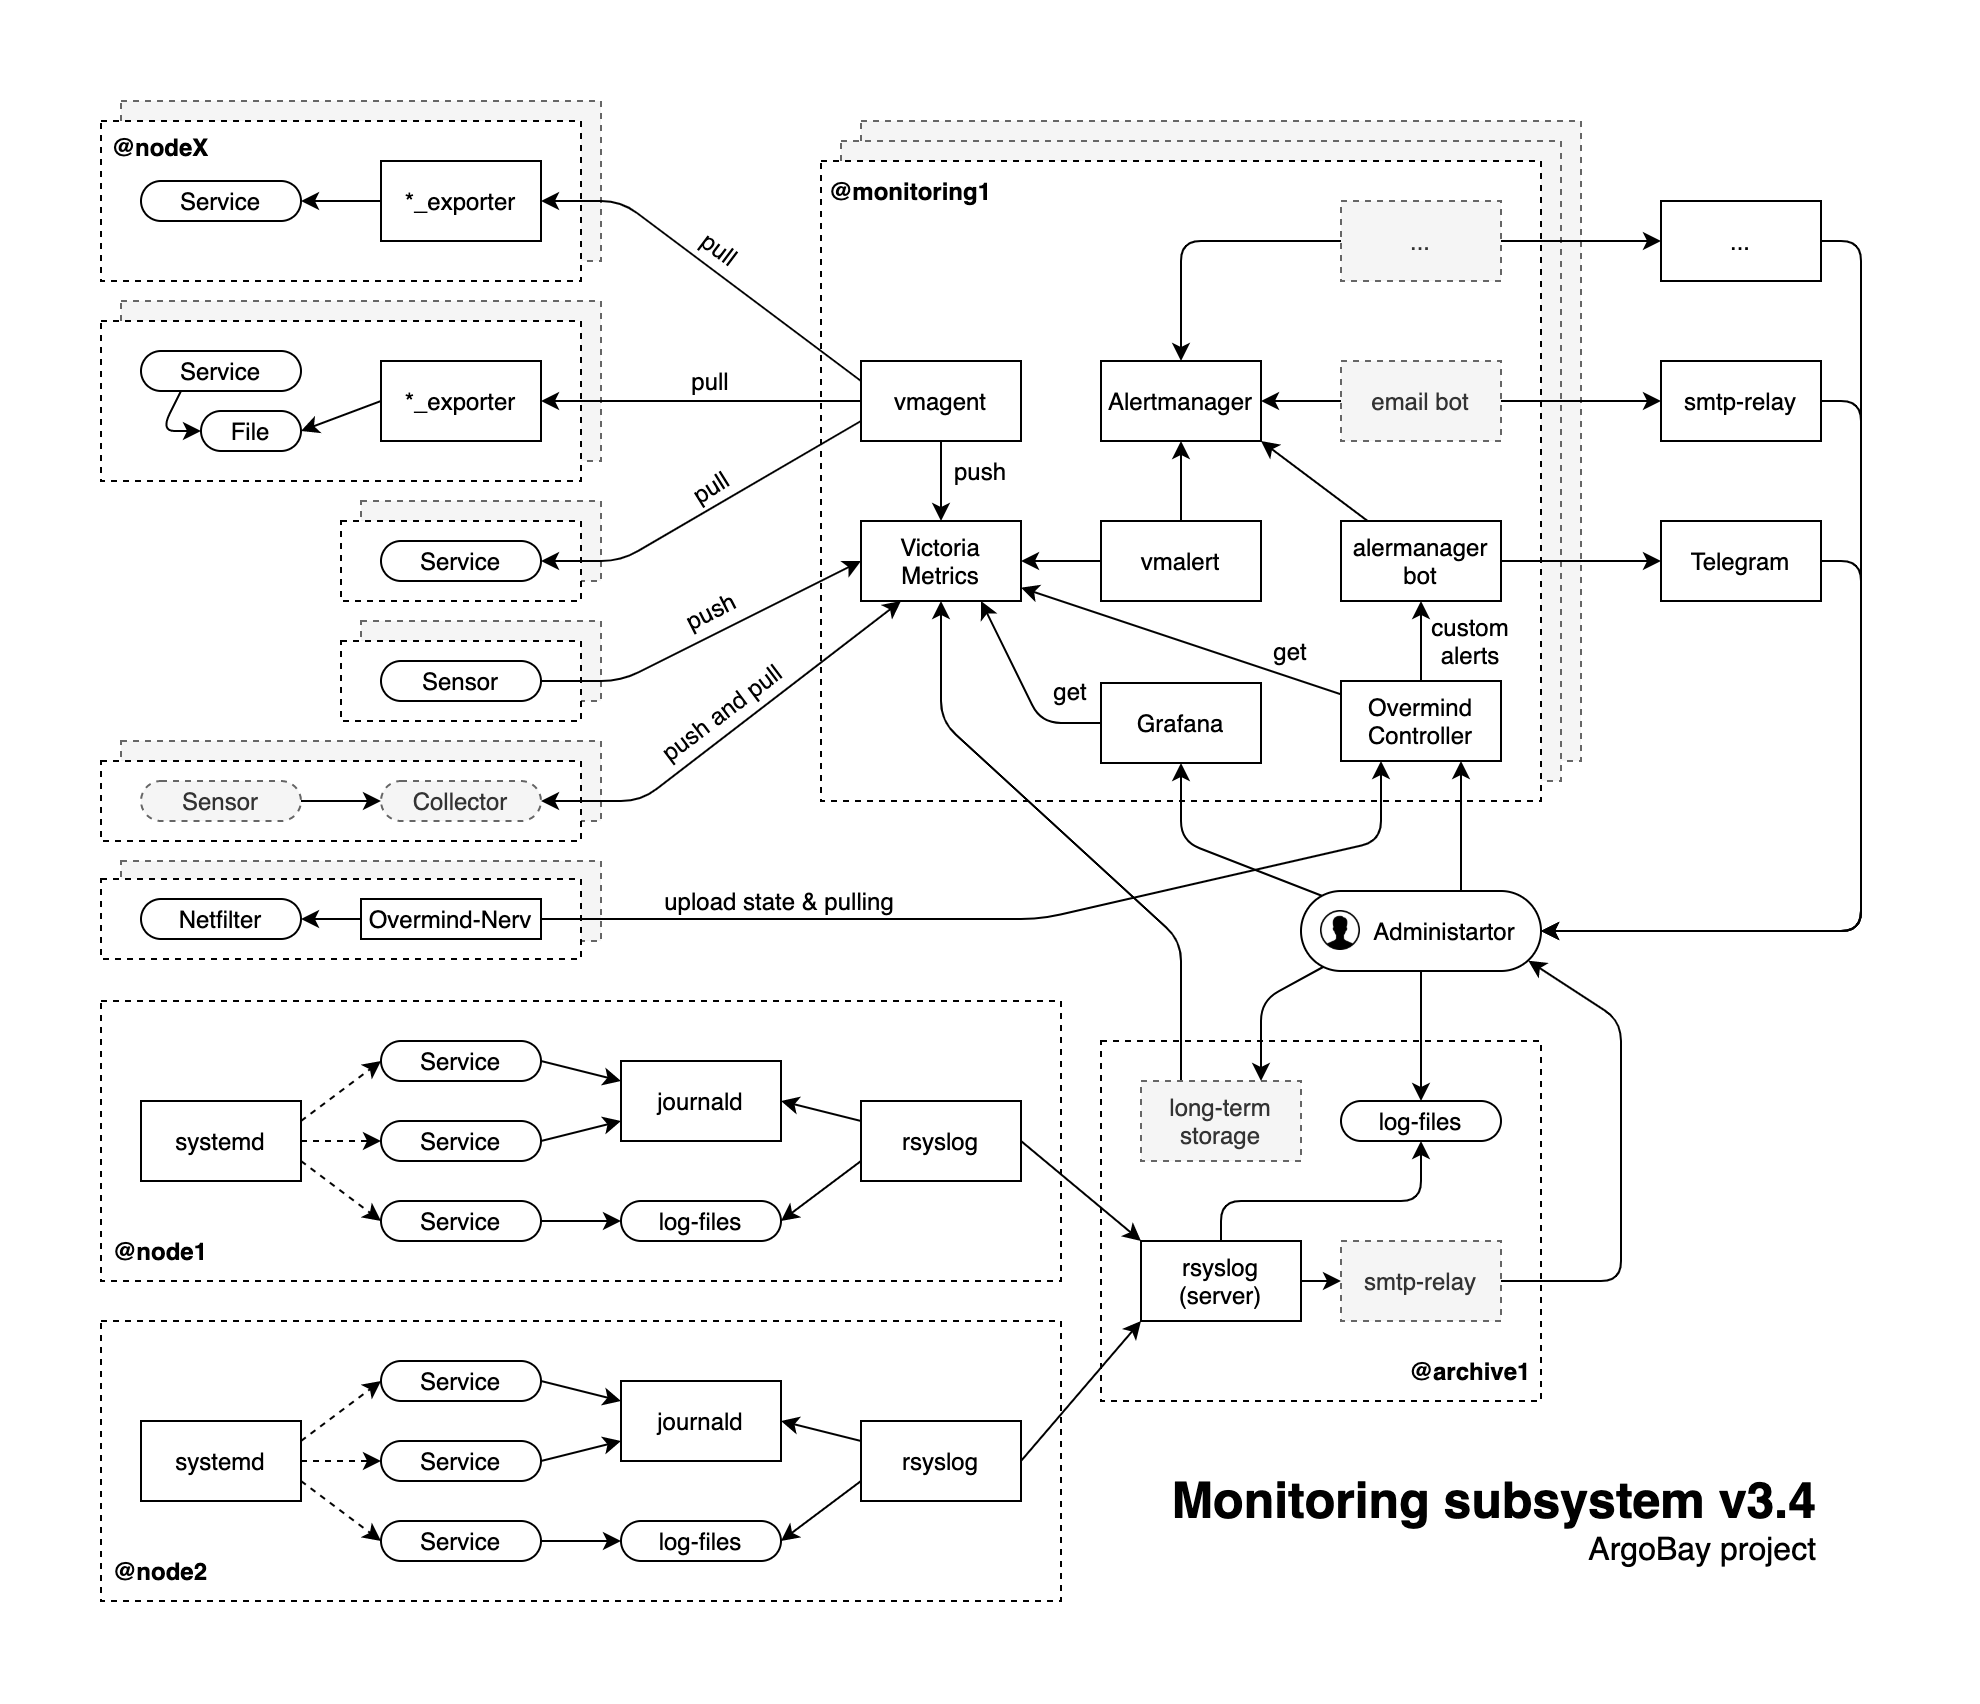 @nodeX
Service
*_exporter
pull
Service
File
*_exporter
pull
Service
pull
Sensor
push
Sensor
Collector
push and pull
Netfilter
Overmind-Nerv
upload state & pulling
@monitoring1
...
...
vmagent
Alertmanager
email bot
smtp-relay
push
Victoria
Metrics
vmalert
alermanager
bot
Telegram
custom
alerts
get
get
Grafana
Overmind
Controller
Administartor
@node1
systemd
Service
Service
Service
journald
log-files
rsyslog
@node2
systemd
Service
Service
Service
journald
log-files
rsyslog
long-term
storage
log-files
rsyslog
(server)
smtp-relay
@archive1
Monitoring subsystem v3.4
ArgoBay project